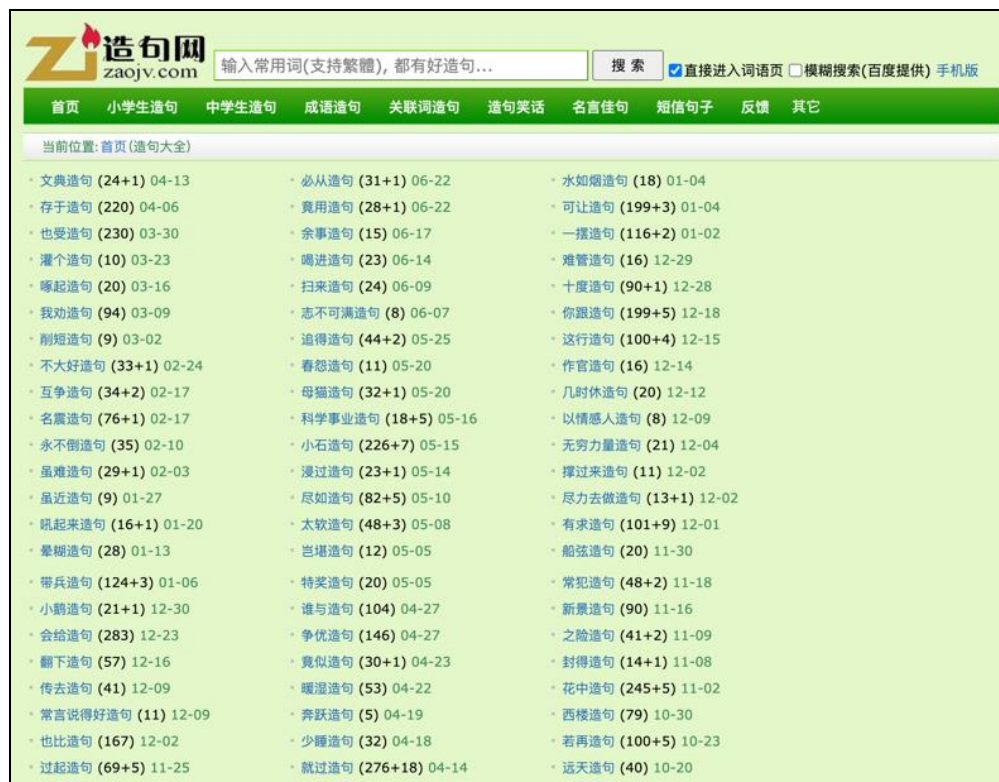 造句网
zaojv.com
输入常用词(支持繁體), 都有好造句...
搜 索
直接进入词语页 模糊搜索(百度提供) 手机版
首页 小学生造句 中学生造句 成语造句 关联词造句 造句笑话 名言佳句 短信句子 反馈 其它
当前位置:首页(造句大全)
文典造句 (24+1) 04-13 必从造句 (31+1) 06-22 水如烟造句 (18) 01-04
存于造句 (220) 04-06 竟用造句 (28+1) 06-22 可让造句 (199+3) 01-04
也受造句 (230) 03-30 余事造句 (15) 06-17 一摆造句 (116+2) 01-02
灌个造句 (10) 03-23 喝进造句 (23) 06-14 难管造句 (16) 12-29
啄起造句 (20) 03-16 扫来造句 (24) 06-09 十度造句 (90+1) 12-28
我劝造句 (94) 03-09 志不可满造句 (8) 06-07 你跟造句 (199+5) 12-18
削短造句 (9) 03-02 追得造句 (44+2) 05-25 这行造句 (100+4) 12-15
不大好造句 (33+1) 02-24 春怨造句 (11) 05-20 作官造句 (16) 12-14
互争造句 (34+2) 02-17 母猫造句 (32+1) 05-20 几时休造句 (20) 12-12
名震造句 (76+1) 02-17 科学事业造句 (18+5) 05-16 以情感人造句 (8) 12-09
永不倒造句 (35) 02-10 小石造句 (226+7) 05-15 无穷力量造句 (21) 12-04
虽难造句 (29+1) 02-03 浸过造句 (23+1) 05-14 撑过来造句 (11) 12-02
虽近造句 (9) 01-27 尽如造句 (82+5) 05-10 尽力去做造句 (13+1) 12-02
吼起来造句 (16+1) 01-20 太软造句 (48+3) 05-08 有求造句 (101+9) 12-01
晕糊造句 (28) 01-13 岂堪造句 (12) 05-05 船弦造句 (20) 11-30
带兵造句 (124+3) 01-06 特奖造句 (20) 05-05 常犯造句 (48+2) 11-18
小鹊造句 (21+1) 12-30 谁与造句 (104) 04-27 新景造句 (90) 11-16
会给造句 (283) 12-23 争优造句 (146) 04-27 之险造句 (41+2) 11-09
翻下造句 (57) 12-16 竟似造句 (30+1) 04-23 封得造句 (14+1) 11-08
传去造句 (41) 12-09 暖湿造句 (53) 04-22 花中造句 (245+5) 11-02
常言说得好造句 (11) 12-09 奔跃造句 (5) 04-19 西楼造句 (79) 10-30
也比造句 (167) 12-02 少睡造句 (32) 04-18 若再造句 (100+5) 10-23
过起造句 (69+5) 11-25 就过造句 (276+18) 04-14 远天造句 (40) 10-20